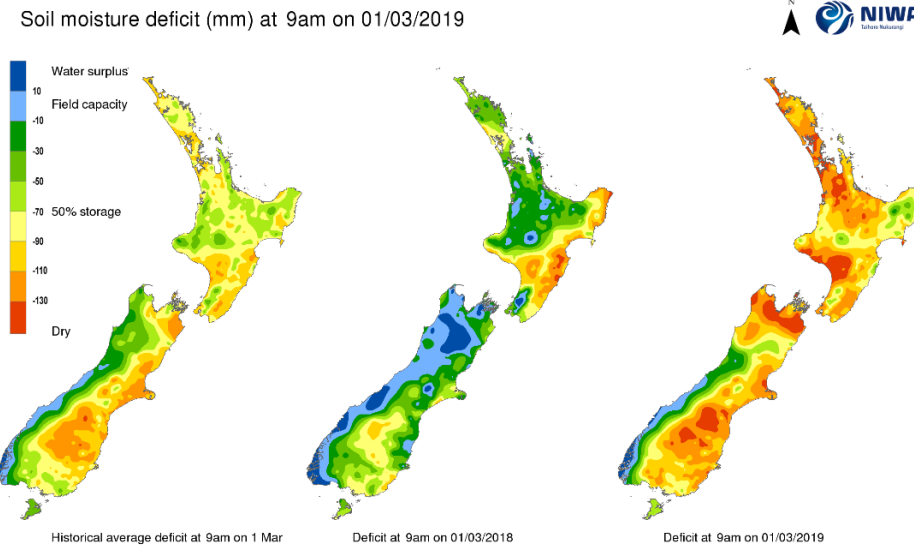 Soil moisture deficit (mm) at 9am on 01/03/2019
N
NIWA
Taihoro Nukurangi
Water surplus
10
Field capacity
-10
-30
-50
-70
50% storage
-90
-110
-130
Dry
Historical average deficit at 9am on 1 Mar
Deficit at 9am on 01/03/2018
Deficit at 9am on 01/03/2019